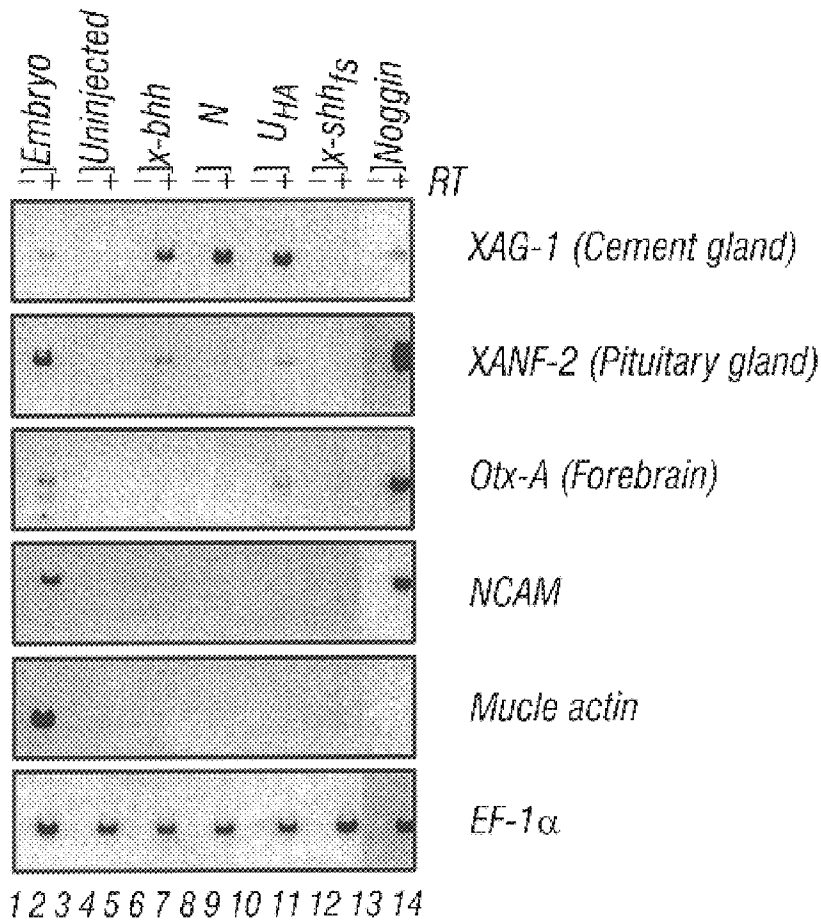 Embryo Uninjected x-bhh N U_HA x-shh_fs Noggin
- + - + - + - + - + - + - + RT
XAG-1 (Cement gland)
XANF-2 (Pituitary gland)
Otx-A (Forebrain)
NCAM
Mucle actin
EF-1α
1 2 3 4 5 6 7 8 9 10 11 12 13 14